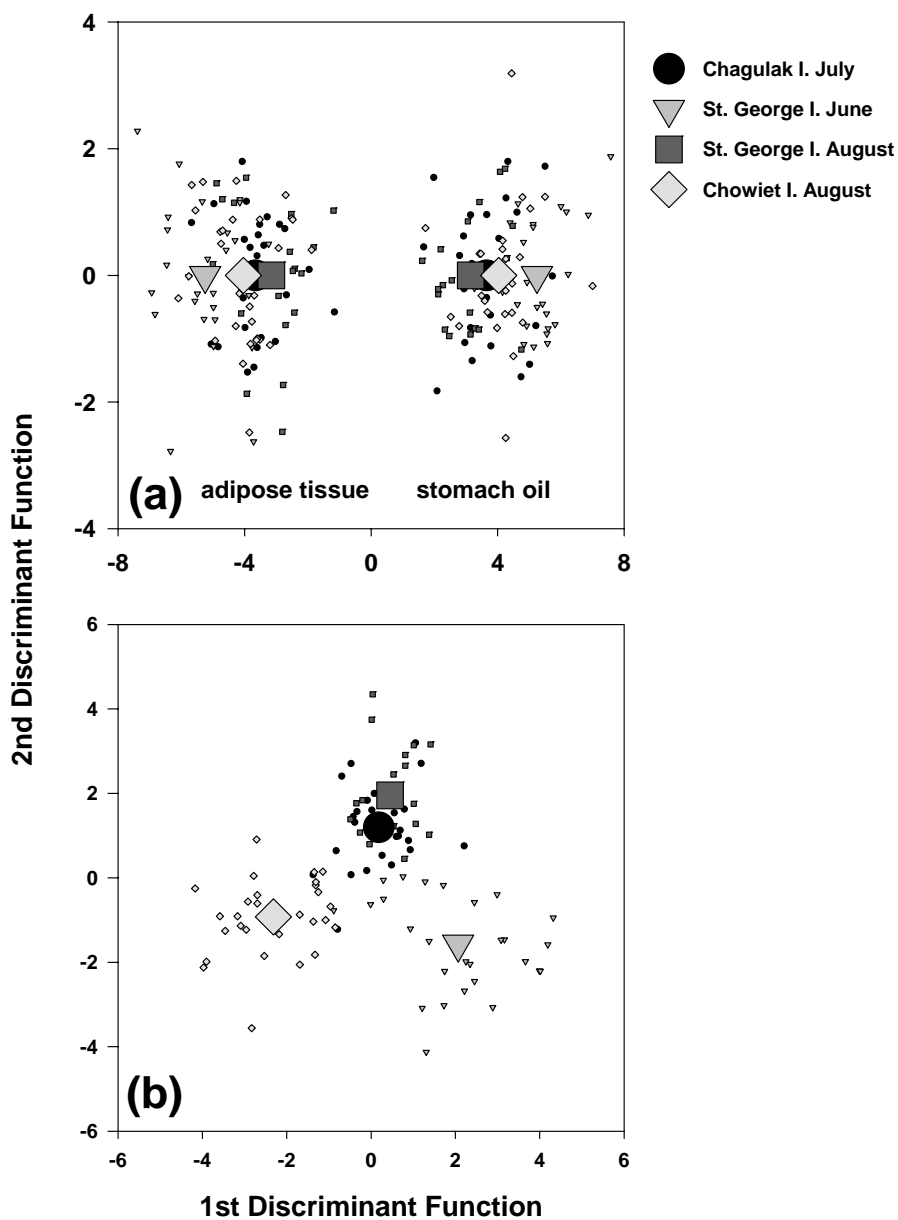 4
2
0
-2
-4
-8
-4
0
4
8
(a)
adipose tissue
stomach oil
Chagulak I. July
St. George I. June
St. George I. August
Chowiet I. August
2nd Discriminant Function
6
4
2
0
-2
-4
-6
-6
-4
-2
0
2
4
6
(b)
1st Discriminant Function